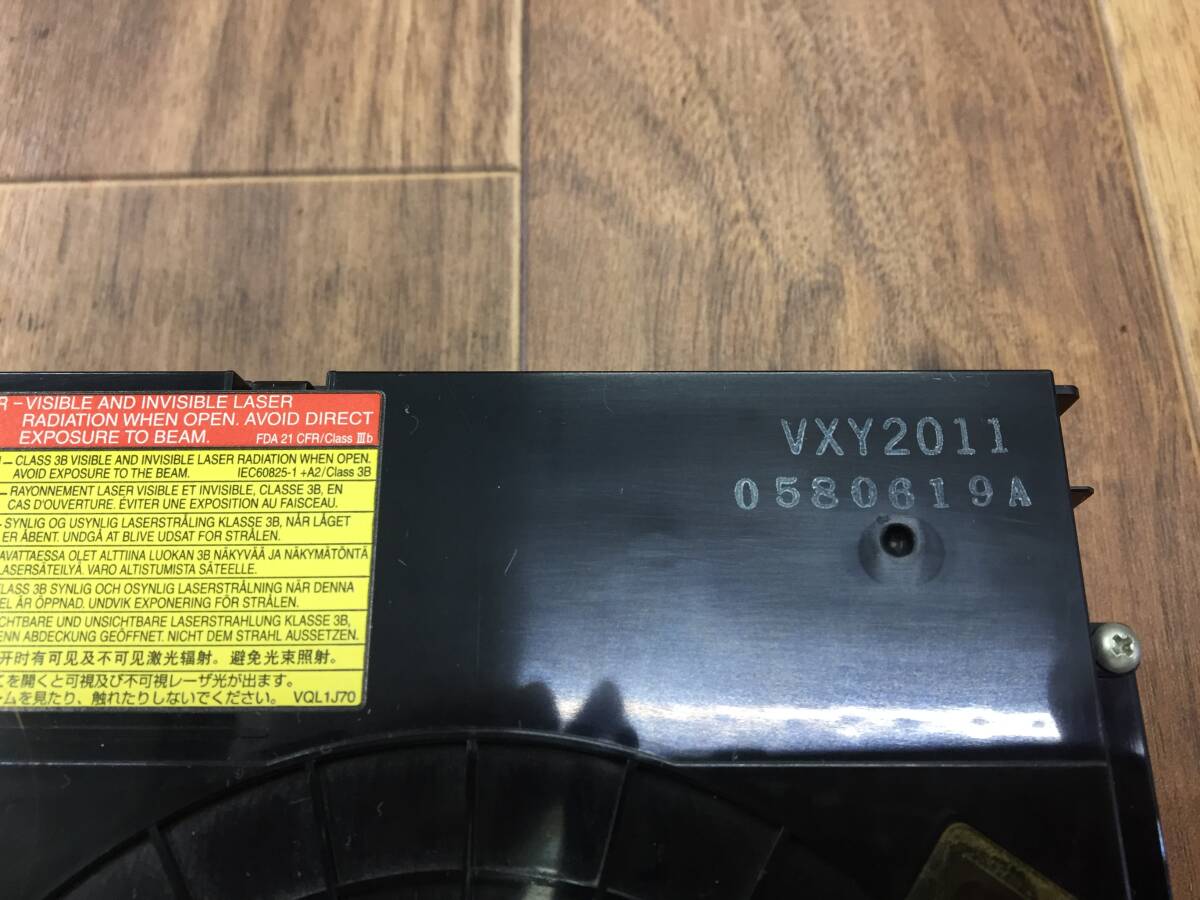 – VISIBLE AND INVISIBLE LASER
RADIATION WHEN OPEN. AVOID DIRECT
EXPOSURE TO BEAM. FDA 21 CFR/Class Ⅲb
– CLASS 3B VISIBLE AND INVISIBLE LASER RADIATION WHEN OPEN.
AVOID EXPOSURE TO THE BEAM. IEC60825-1 +A2/Class 3B
– RAYONNEMENT LASER VISIBLE ET INVISIBLE, CLASSE 3B, EN
CAS D'OUVERTURE. ÉVITER UNE EXPOSITION AU FAISCEAU.
– SYNLIG OG USYNLIG LASERSTRÅLING KLASSE 3B, NÅR LÅGET
ER ÅBENT. UNDGÅ AT BLIVE UDSAT FOR STRÅLEN.
AVATTAESSA OLET ALTTIINA LUOKAN 3B NÄKYVÄÄ JA NÄKYMÄTÖNTÄ
LASERSÄTEILYÄ. VARO ALTISTUMISTA SÄTEELLE.
KLASS 3B SYNLIG OCH OSYNLIG LASERSTRÅLNING NÄR DENNA
EL ÄR ÖPPNAD. UNDVIK EXPONERING FÖR STRÅLEN.
CHTBARE UND UNSICHTBARE LASERSTRAHLUNG KLASSE 3B,
ENN ABDECKUNG GEÖFFNET. NICHT DEM STRAHL AUSSETZEN.
开时有可见及不可见激光辐射。避免光束照射。
を開くと可視及び不可視レーザ光が出ます。
ームを見たり、触れたりしないでください。 VQL1J70
VXY2011
0580619A